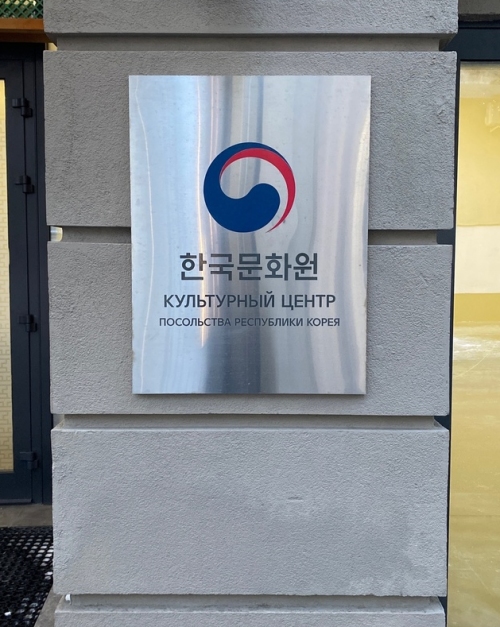 한국문화원
КУЛЬТУРНЫЙ ЦЕНТР
ПОСОЛЬСТВА РЕСПУБЛИКИ КОРЕЯ